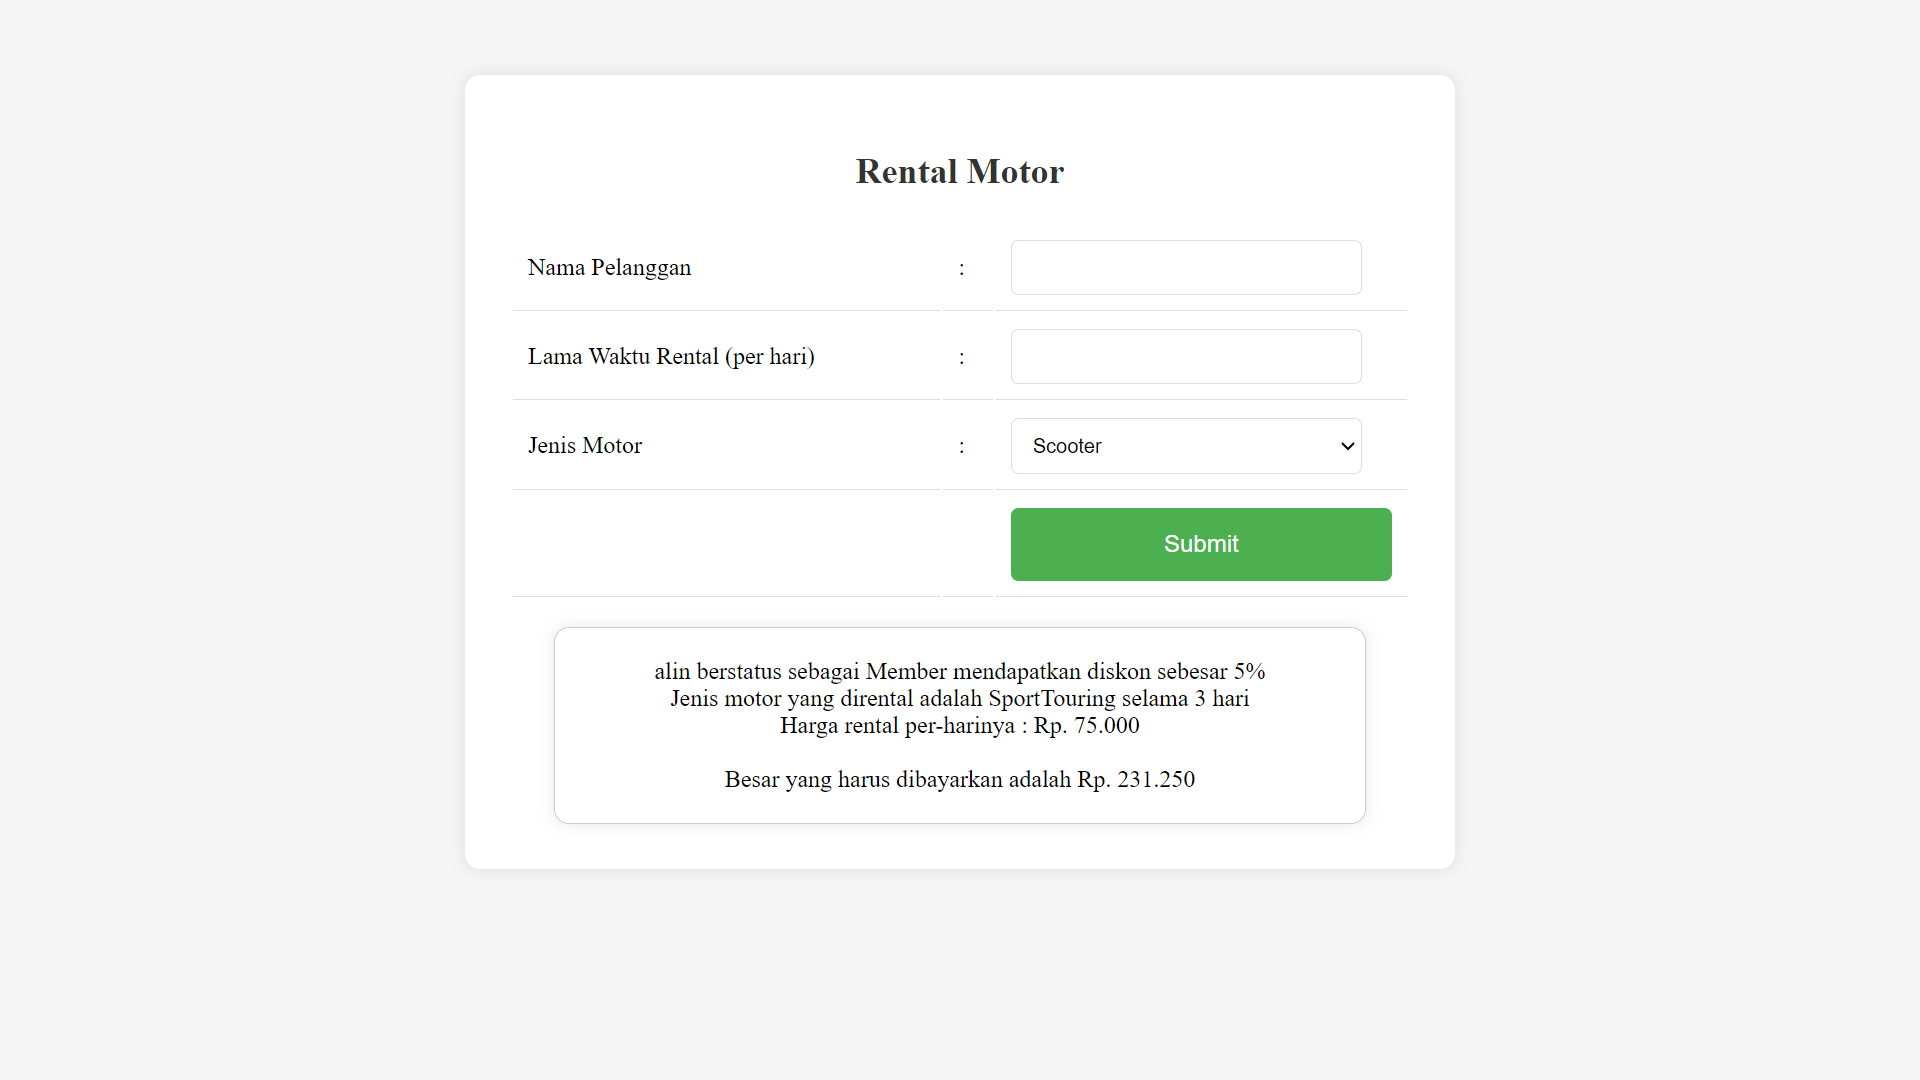 Rental Motor
Nama Pelanggan :
Lama Waktu Rental (per hari) :
Jenis Motor : Scooter
Submit
alin berstatus sebagai Member mendapatkan diskon sebesar 5%
Jenis motor yang dirental adalah SportTouring selama 3 hari
Harga rental per-harinya : Rp. 75.000
Besar yang harus dibayarkan adalah Rp. 231.250